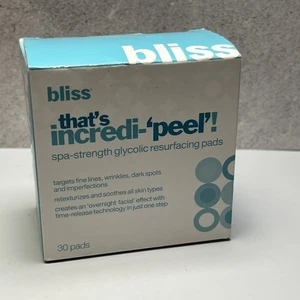 bliss
bliss
that's
incredi-'peel'!
spa-strength glycolic resurfacing pads
targets fine lines, wrinkles, dark spots
and imperfections
retexturizes and soothes all skin types
creates an 'overnight facial' effect with
time-release technology in just one step
30 pads